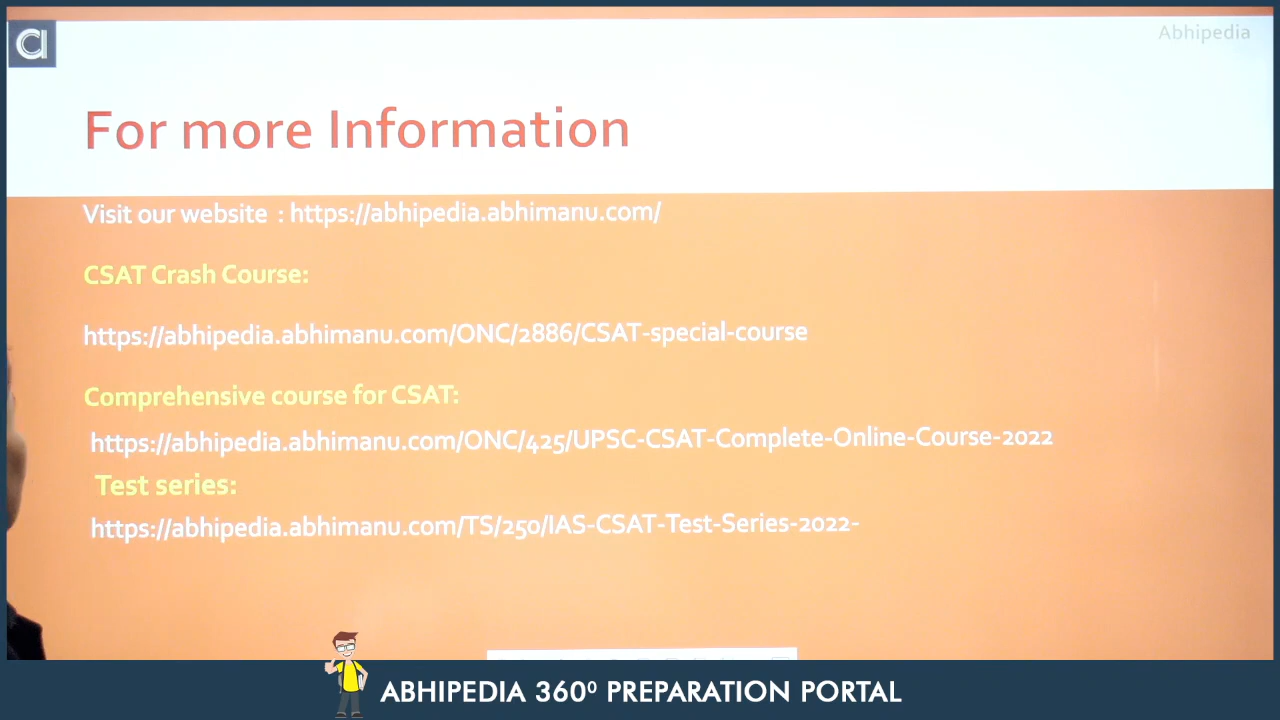 Abhipedia
For more Information
Visit our website : https://abhipedia.abhimanu.com/
CSAT Crash Course:
https://abhipedia.abhimanu.com/ONC/2886/CSAT-special-course
Comprehensive course for CSAT:
https://abhipedia.abhimanu.com/ONC/425/UPSC-CSAT-Complete-Online-Course-2022
Test series:
https://abhipedia.abhimanu.com/TS/250/IAS-CSAT-Test-Series-2022-
ABHIPEDIA 360⁰ PREPARATION PORTAL